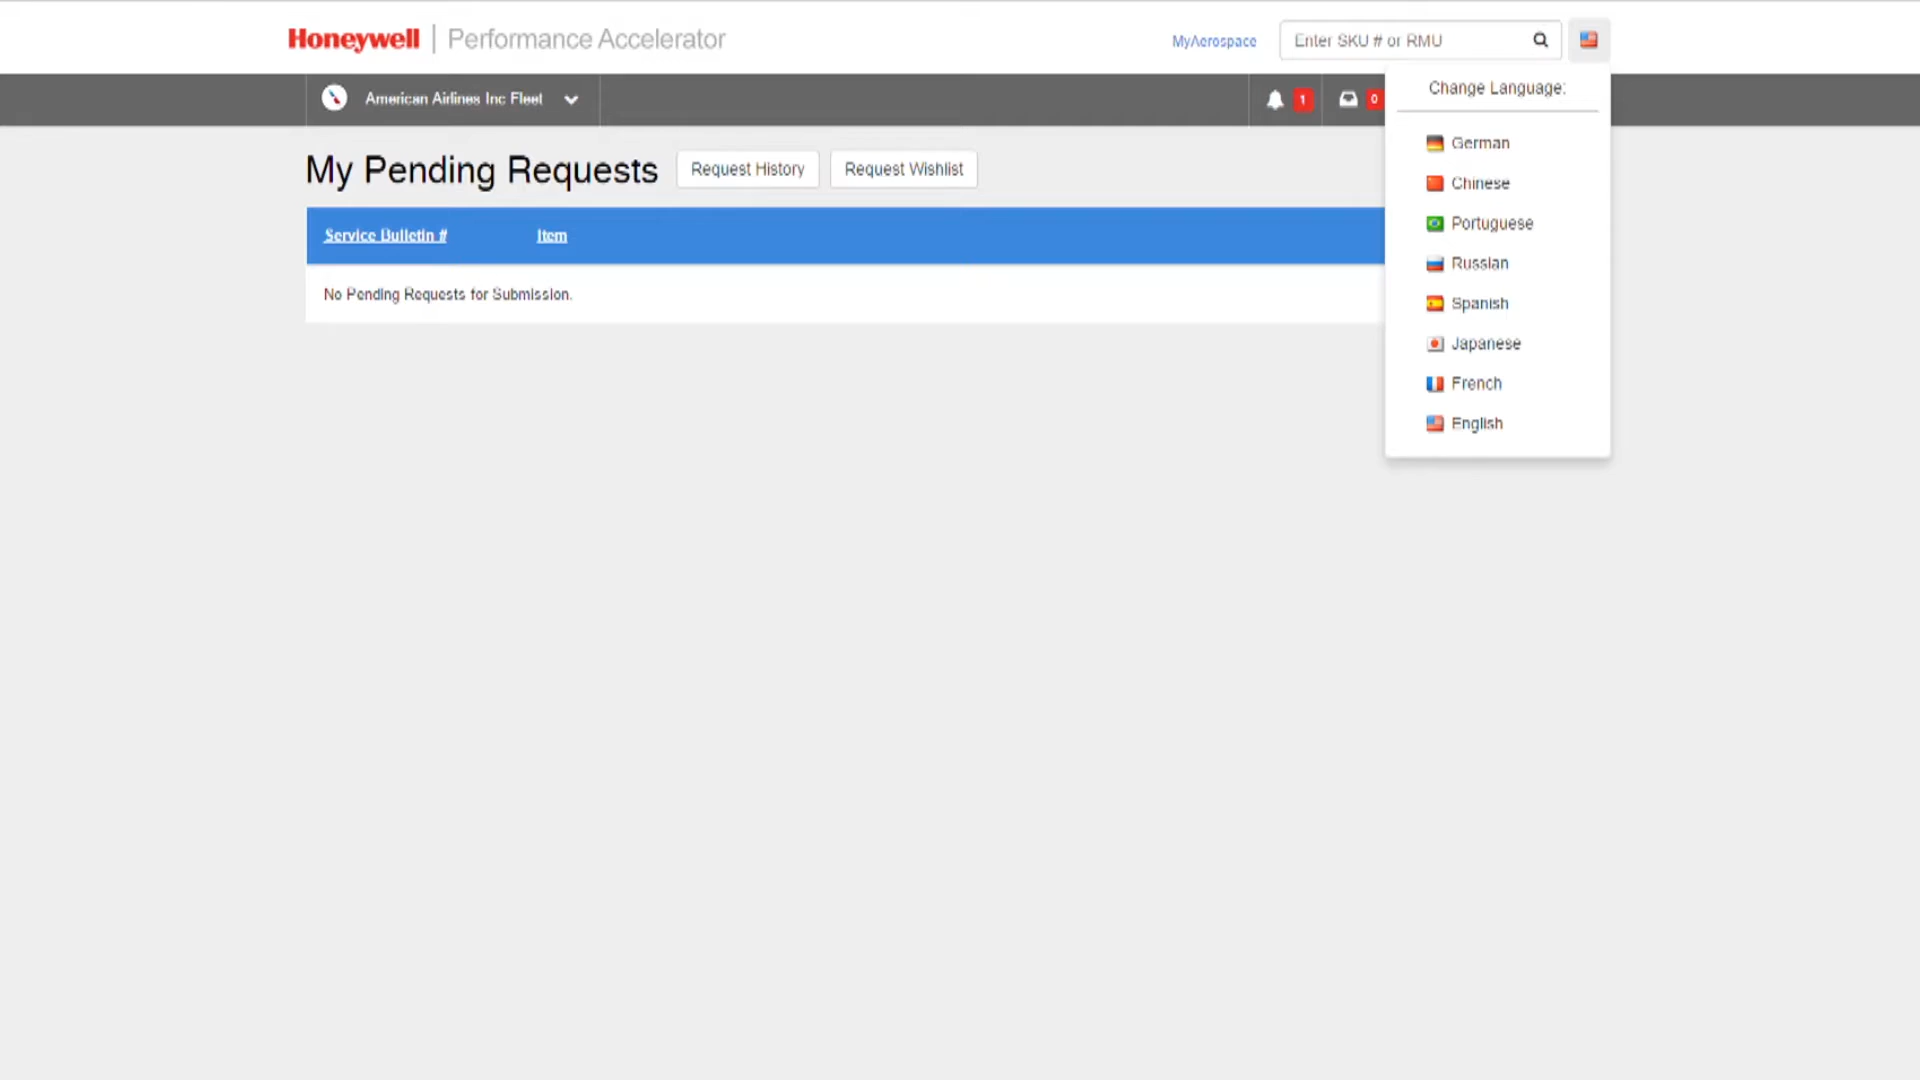 Honeywell | Performance Accelerator
MyAerospace
Enter SKU # or RMU
American Airlines Inc Fleet
1
0
Change Language:
German
Chinese
Portuguese
Russian
Spanish
Japanese
French
English
My Pending Requests
Request History
Request Wishlist
Service Bulletin #
Item
No Pending Requests for Submission.